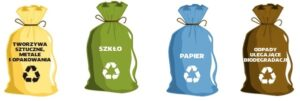 TWORZYWA
SZTUCZNE,
METALE
I OPAKOWANIA
SZKŁO
PAPIER
ODPADY
ULEGAJĄCE
BIODEGRADACJI